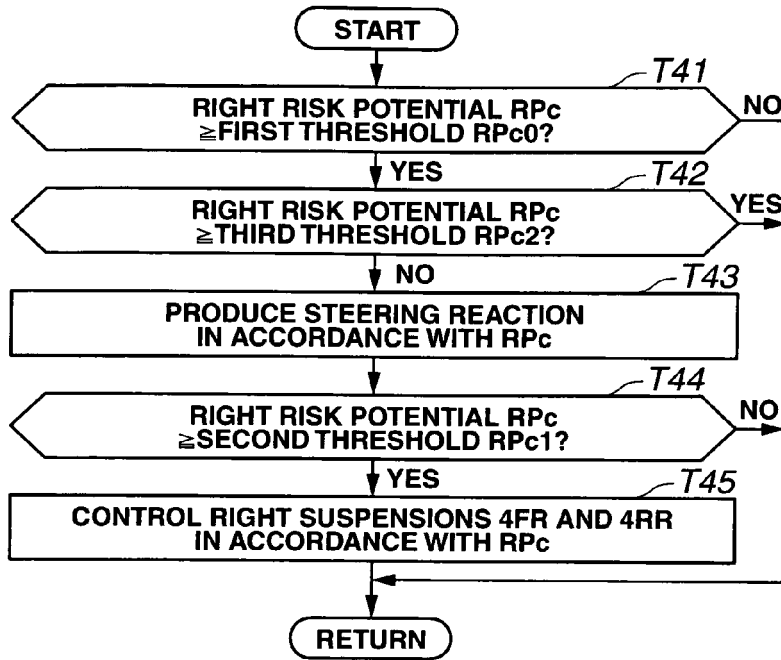 START
T41
RIGHT RISK POTENTIAL RPc
≧FIRST THRESHOLD RPc0?
NO
YES
T42
RIGHT RISK POTENTIAL RPc
≧THIRD THRESHOLD RPc2?
YES
NO
T43
PRODUCE STEERING REACTION
IN ACCORDANCE WITH RPc
T44
RIGHT RISK POTENTIAL RPc
≧SECOND THRESHOLD RPc1?
NO
YES
T45
CONTROL RIGHT SUSPENSIONS 4FR AND 4RR
IN ACCORDANCE WITH RPc
RETURN